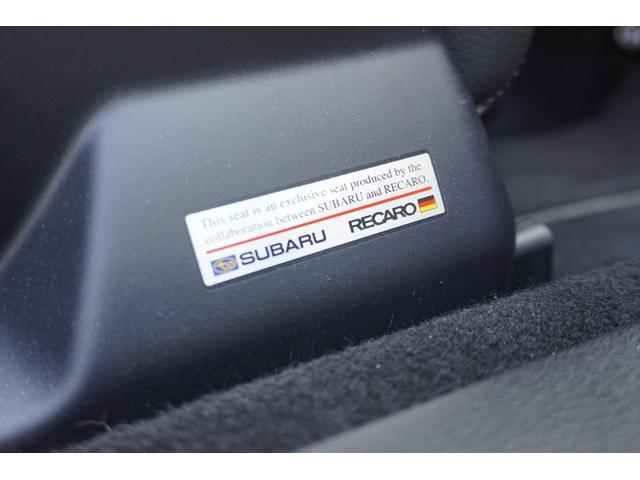 This seat is an exclusive seat produced by the
collaboration between SUBARU and RECARO.
SUBARU RECARO